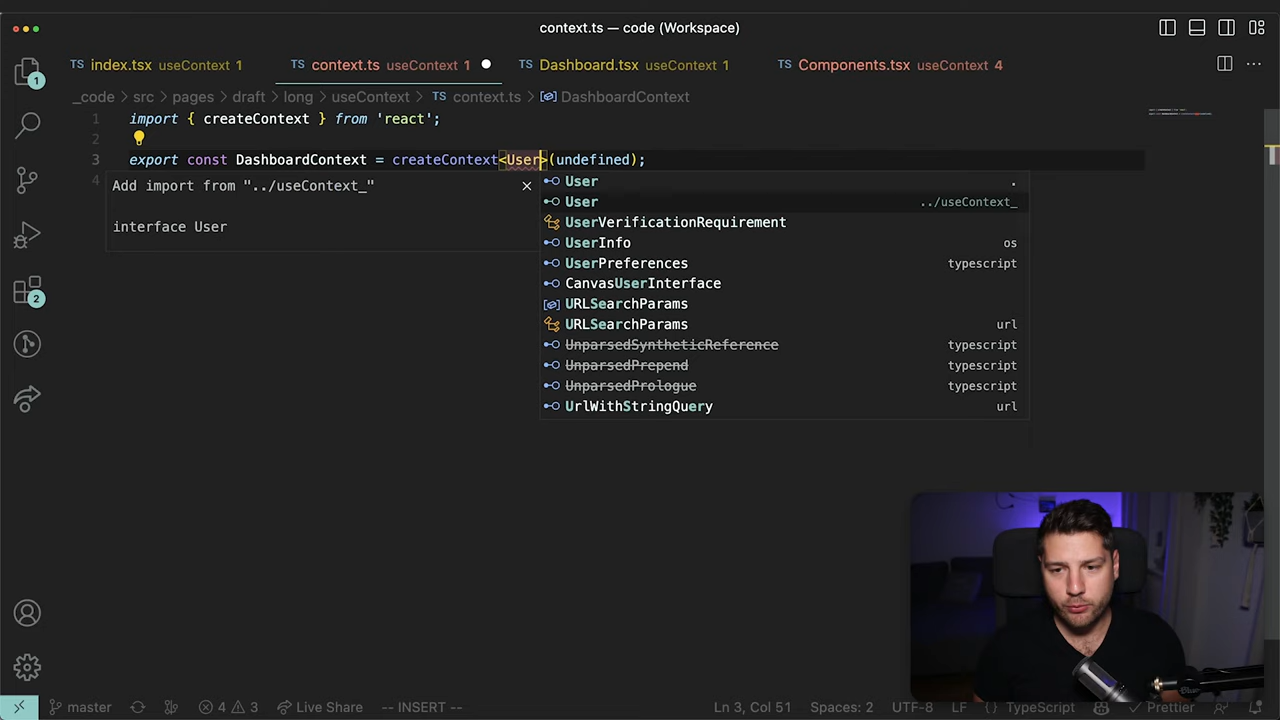 context.ts — code (Workspace)
TS index.tsx useContext 1
TS context.ts useContext 1
TS Dashboard.tsx useContext 1
TS Components.tsx useContext 4
_code > src > pages > draft > long > useContext > TS context.ts > DashboardContext
1 import { createContext } from 'react';
2
3 export const DashboardContext = createContext<User>(undefined);
4
Add import from "../useContext_"
interface User
User .
User ../useContext_
UserVerificationRequirement
UserInfo os
UserPreferences typescript
CanvasUserInterface
URLSearchParams
URLSearchParams url
UnparsedSyntheticReference typescript
UnparsedPrepend typescript
UnparsedPrologue typescript
UrlWithStringQuery url
1
2
master 4 3 Live Share -- INSERT -- Ln 3, Col 51 Spaces: 2 UTF-8 LF {} TypeScript Prettier